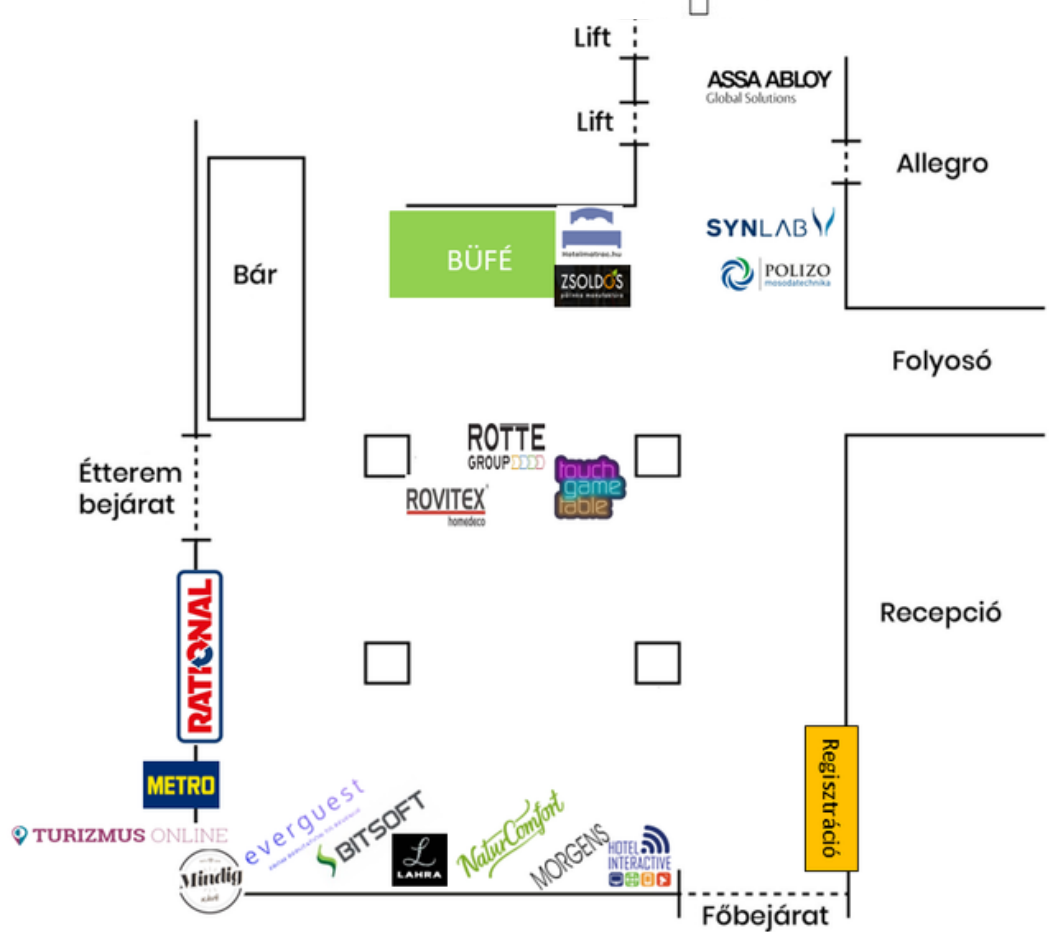 Lift
ASSA ABLOY
Global Solutions
Lift
Allegro
SYNLAB
Bár
BÜFÉ
Hotelmatrac.hu
ZSOLDOS
pálinka manufaktúra
POLIZO
mosodatechnika
Folyosó
ROTTE
GROUP
touch
game
table
Étterem
bejárat
ROVITEX
homedeco
RATIONAL
Recepció
METRO
Regisztráció
TURIZMUS ONLINE
everguest
BITSOFT
L
LAHRA
NaturComfort
MORGENS
HOTEL
INTERACTIVE
Mindig
Főbejárat